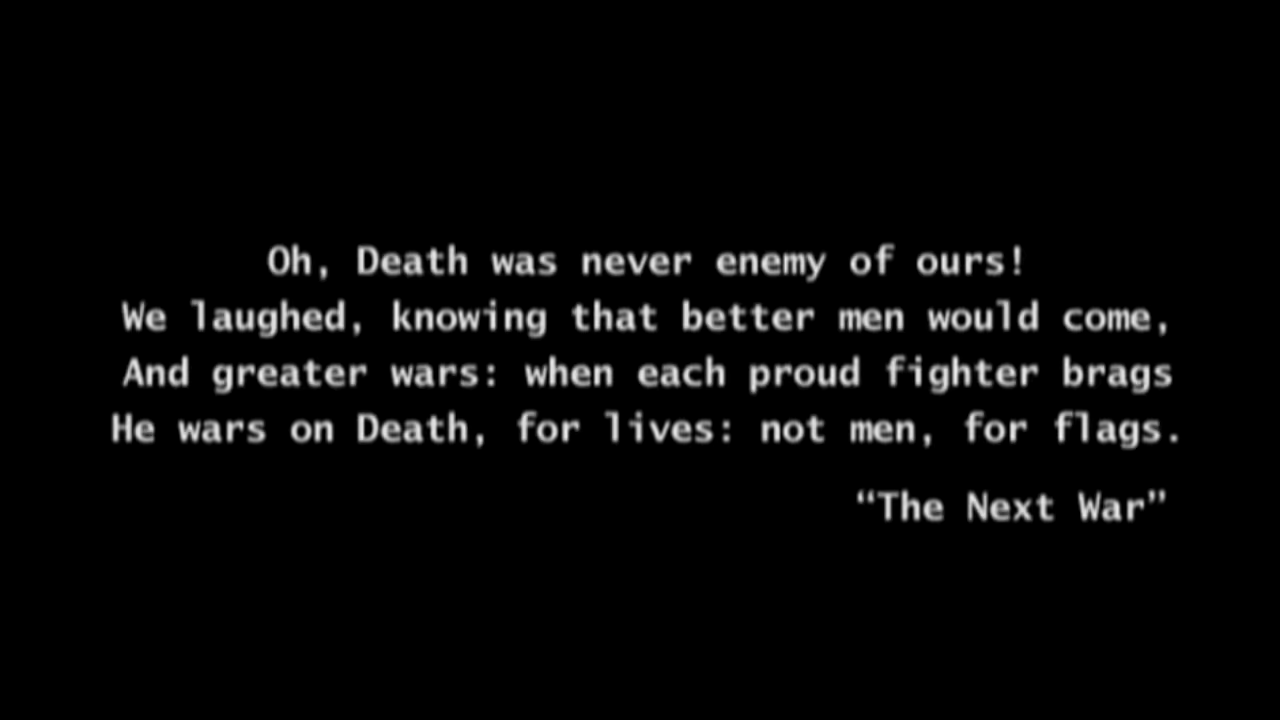 Oh, Death was never enemy of ours!
We laughed, knowing that better men would come,
And greater wars: when each proud fighter brags
He wars on Death, for lives: not men, for flags.
“The Next War”